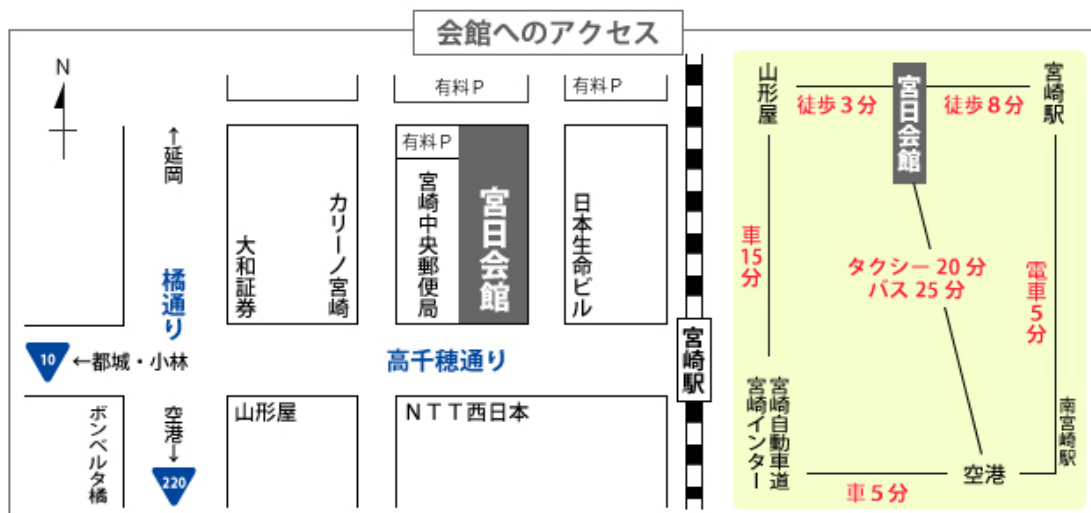 会館へのアクセス
N
↑延岡
橘通り
10
←都城・小林
ボンベルタ橘
空港↓
220
有料P
有料P
有料P
大和証券
カリーノ宮崎
宮崎中央郵便局
宮日会館
日本生命ビル
高千穂通り
山形屋
NTT西日本
宮崎駅
山形屋
徒歩3分
宮日会館
徒歩8分
宮崎駅
車15分
タクシー20分
バス25分
電車5分
宮崎自動車道
宮崎インター
車5分
空港
南宮崎駅